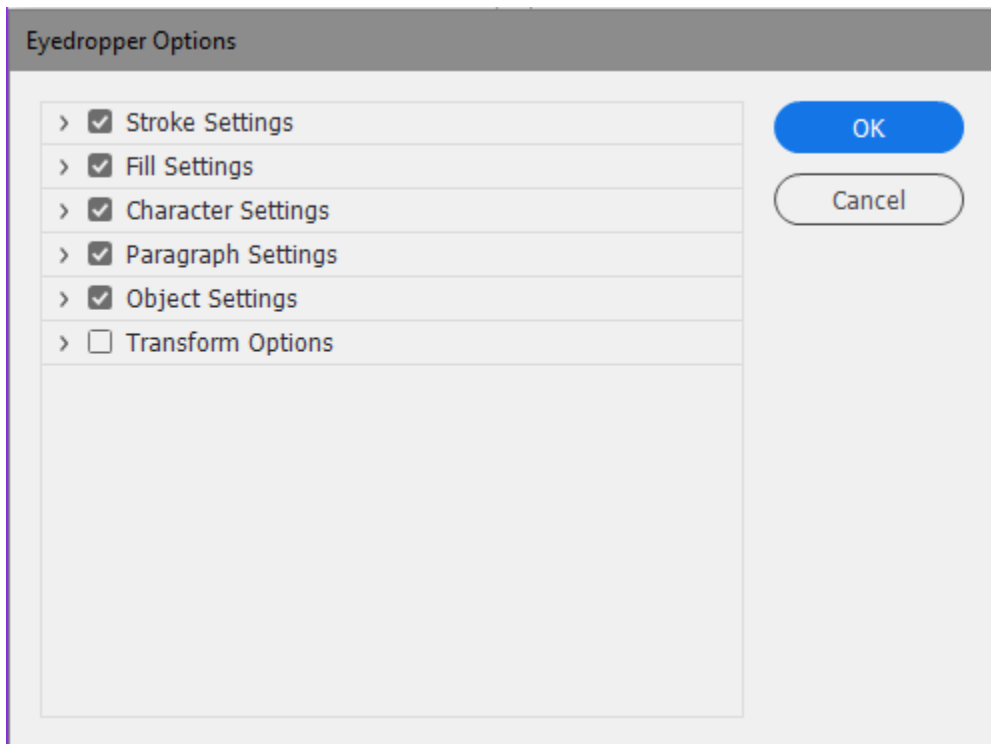 Eyedropper Options
Stroke Settings
OK
Fill Settings
Character Settings
Cancel
Paragraph Settings
Object Settings
Transform Options